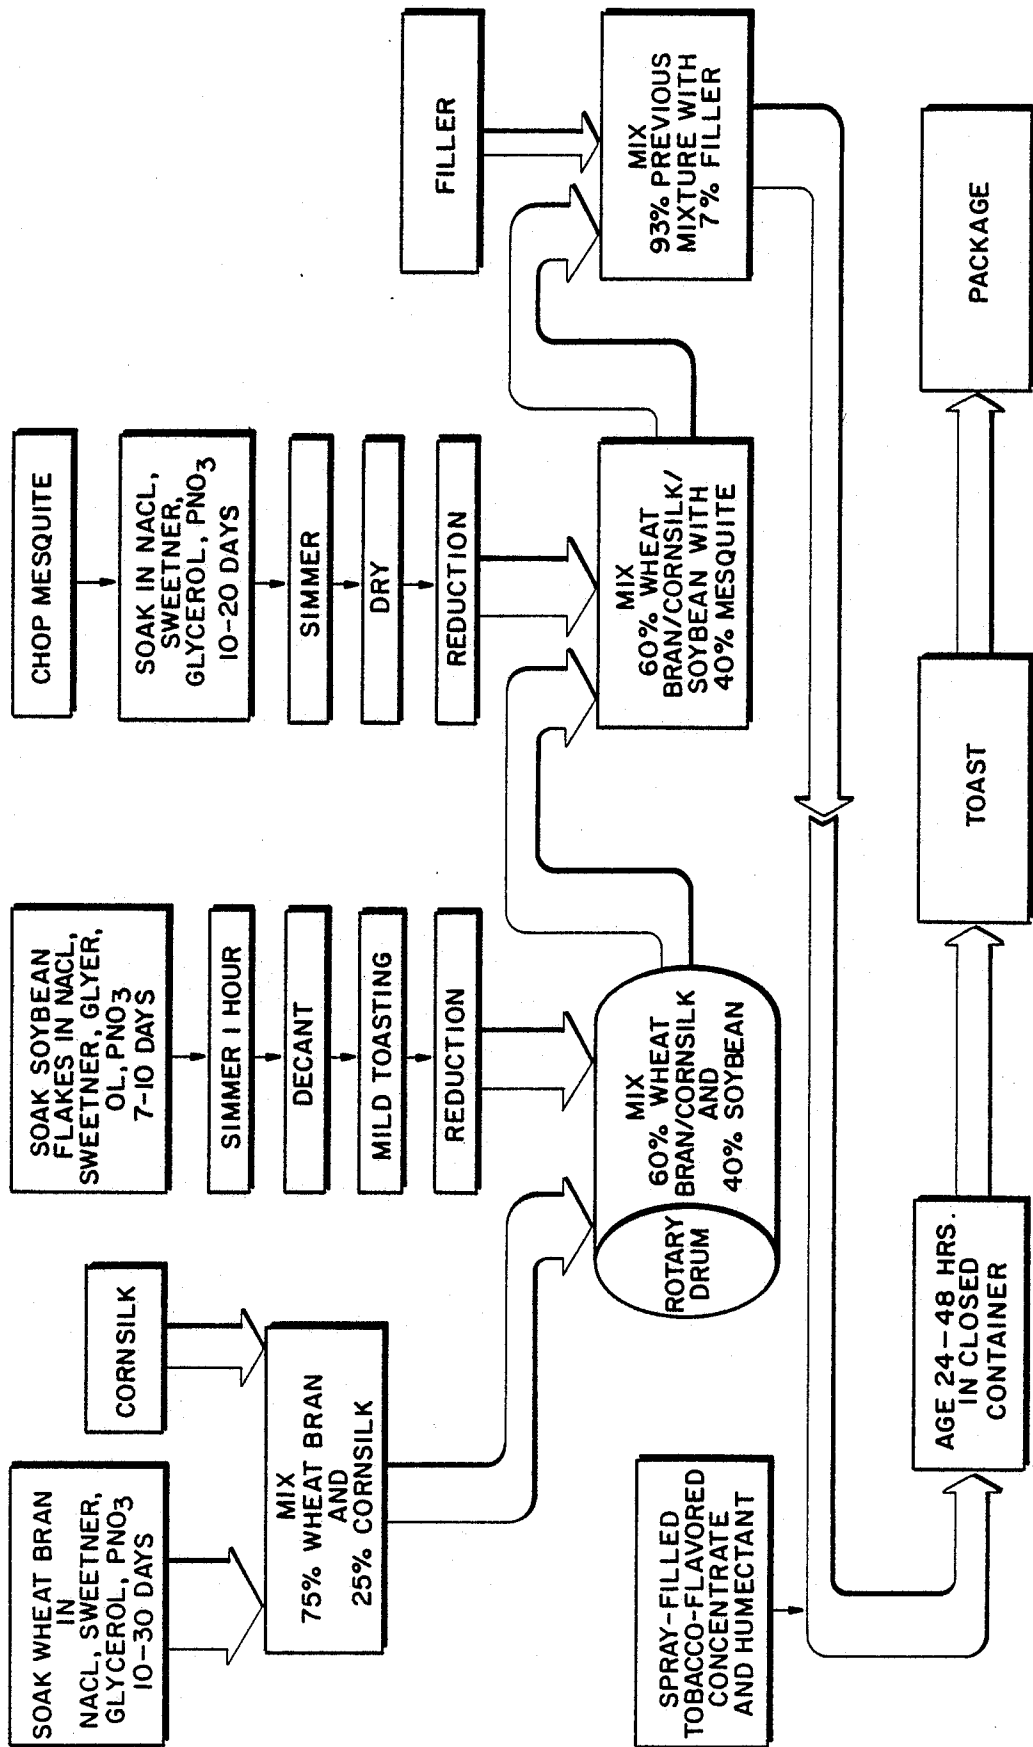 SOAK WHEAT BRAN
IN
NACL, SWEETNER,
GLYCEROL, PNO3
10-30 DAYS
CORNSILK
MIX
75% WHEAT BRAN
AND
25% CORNSILK
SOAK SOYBEAN
FLAKES IN NACL,
SWEETNER, GLYER,
OL, PNO3
7-10 DAYS
SIMMER 1 HOUR
DECANT
MILD TOASTING
REDUCTION
ROTARY
DRUM
MIX
60% WHEAT
BRAN/CORNSILK
AND
40% SOYBEAN
CHOP MESQUITE
SOAK IN NACL,
SWEETNER,
GLYCEROL, PNO3
10-20 DAYS
SIMMER
DRY
REDUCTION
MIX
60% WHEAT
BRAN/CORNSILK/
SOYBEAN WITH
40% MESQUITE
FILLER
MIX
93% PREVIOUS
MIXTURE WITH
7% FILLER
SPRAY-FILLED
TOBACCO-FLAVORED
CONCENTRATE
AND HUMECTANT
AGE 24-48 HRS.
IN CLOSED
CONTAINER
TOAST
PACKAGE